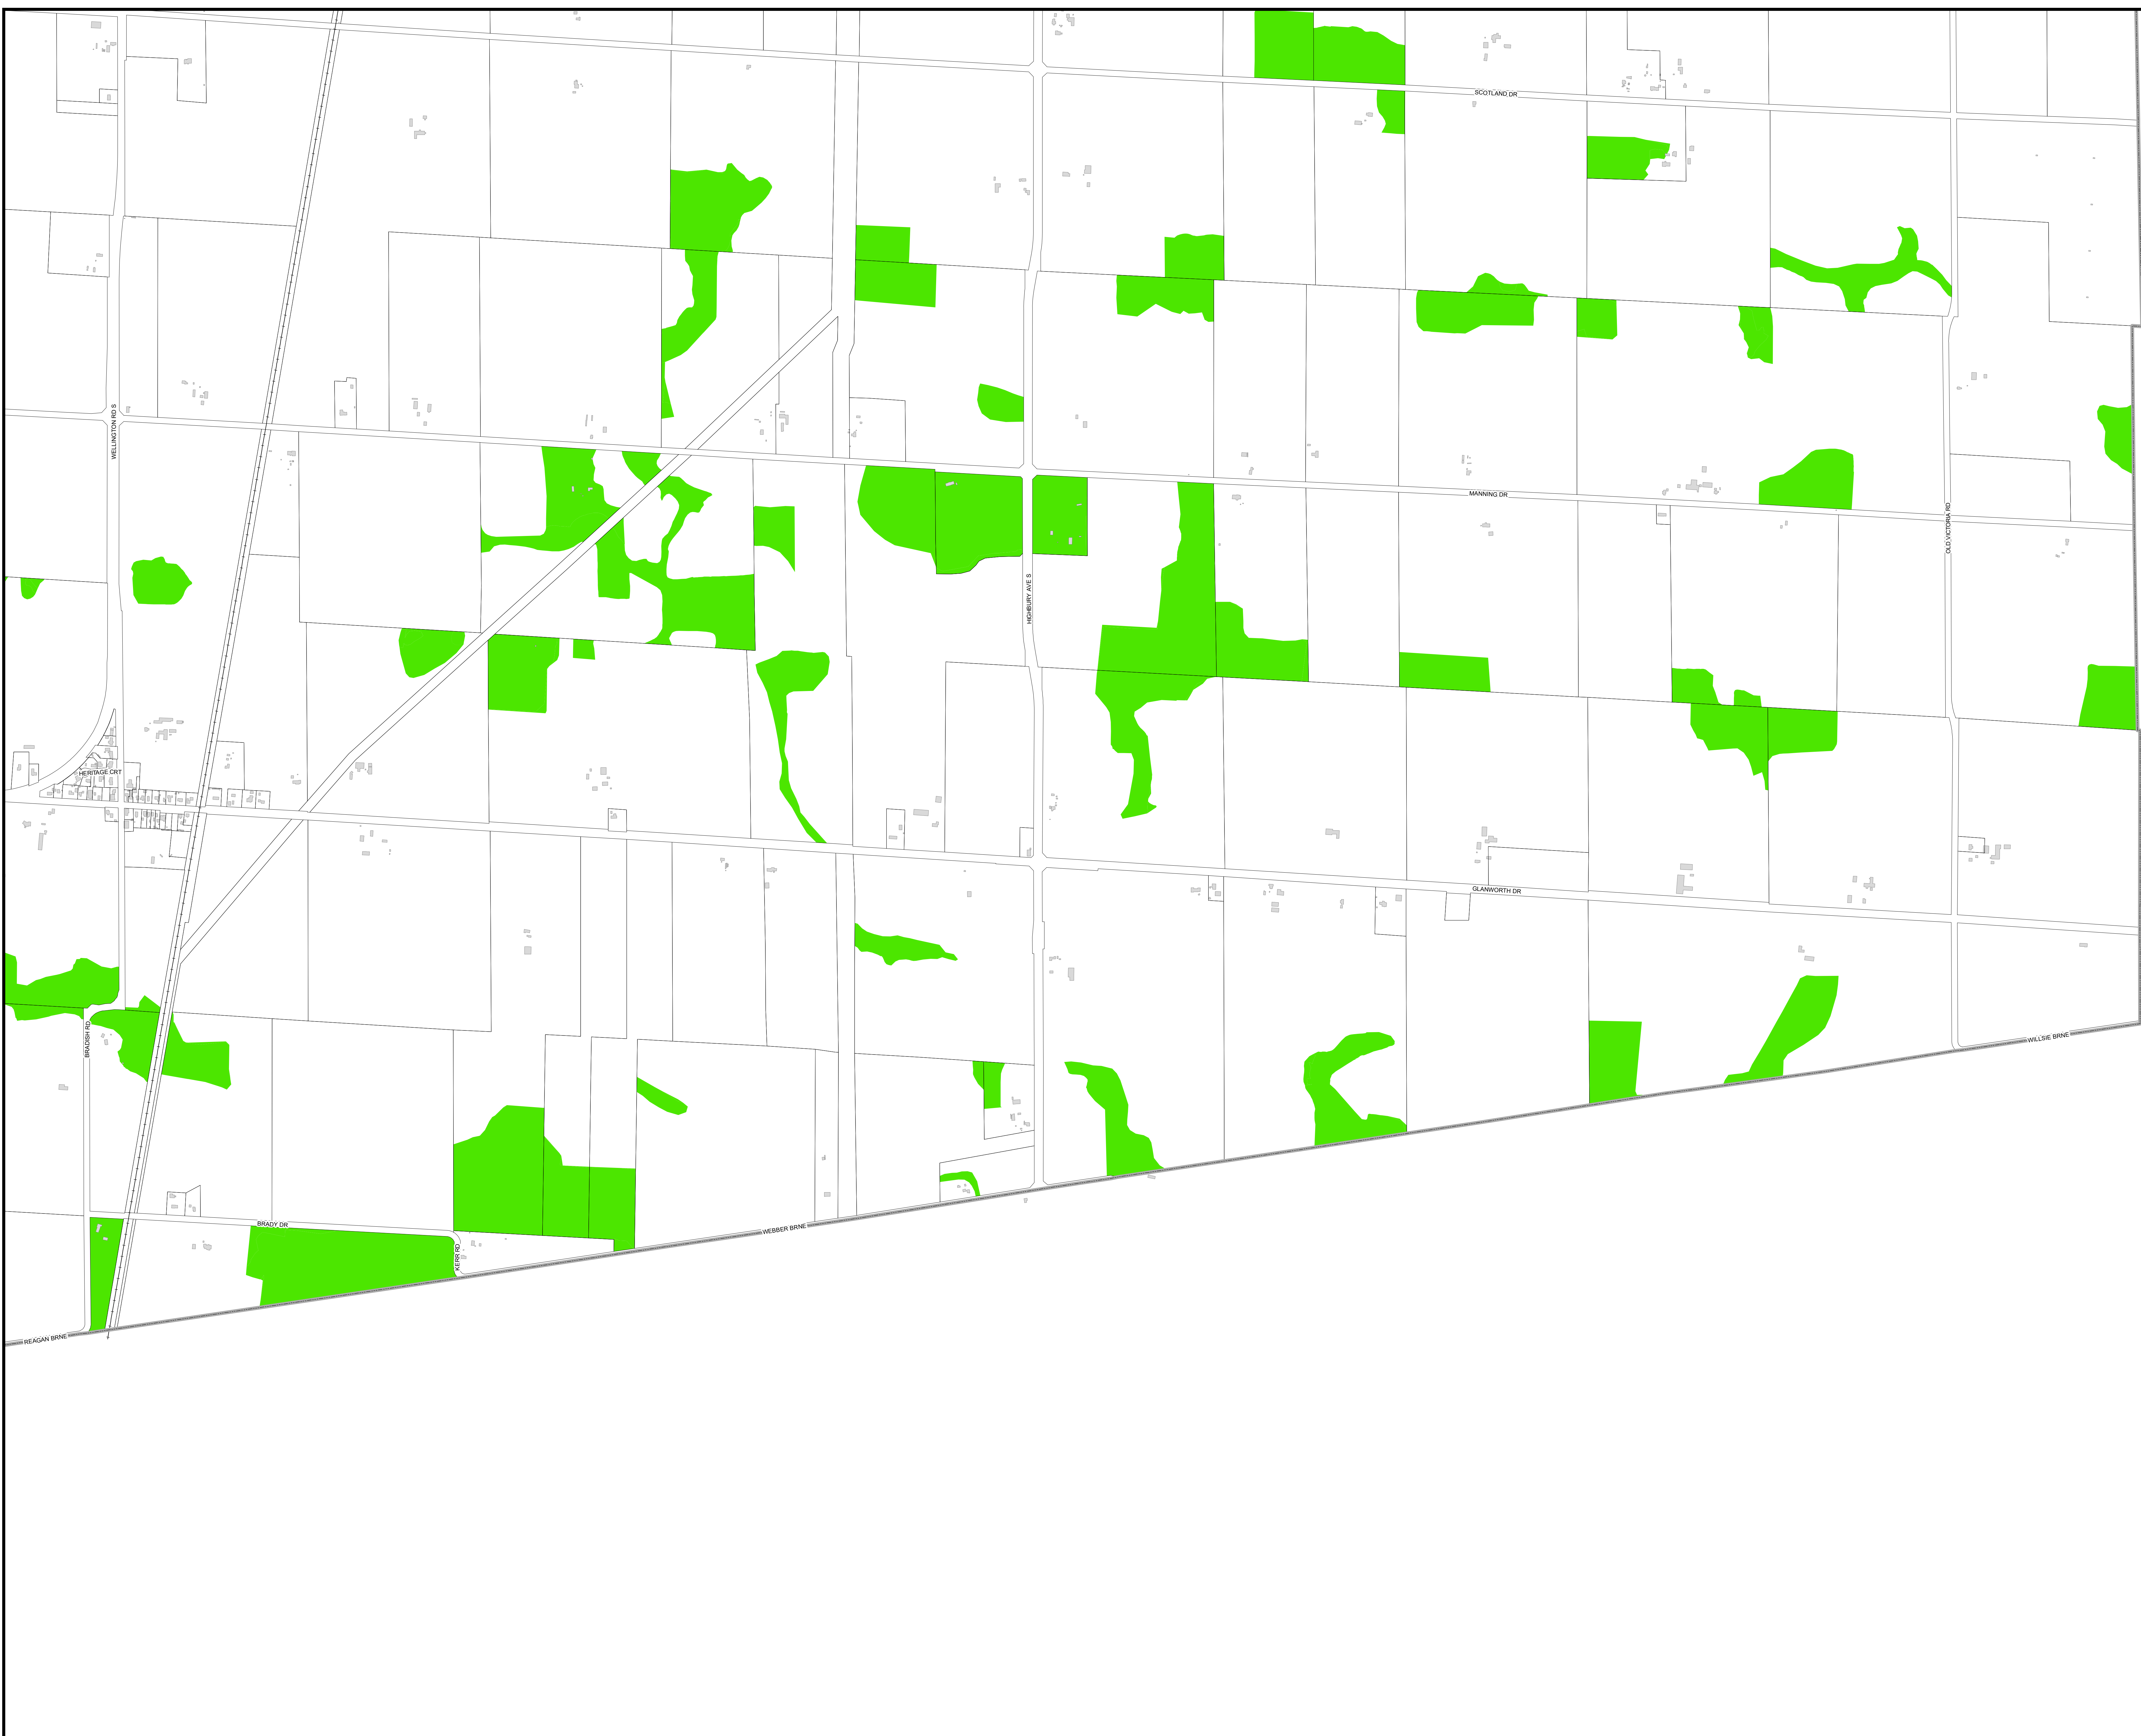 SCOTLAND DR
WELLINGTON RD S
MANNING DR
OLD VICTORIA RD
HIGHBURY AVE S
HERITAGE CRT
GLANWORTH DR
BRADISH RD
WILLSIE BRNE
BRADY DR
WEBBER BRNE
KERR RD
REAGAN BRNE